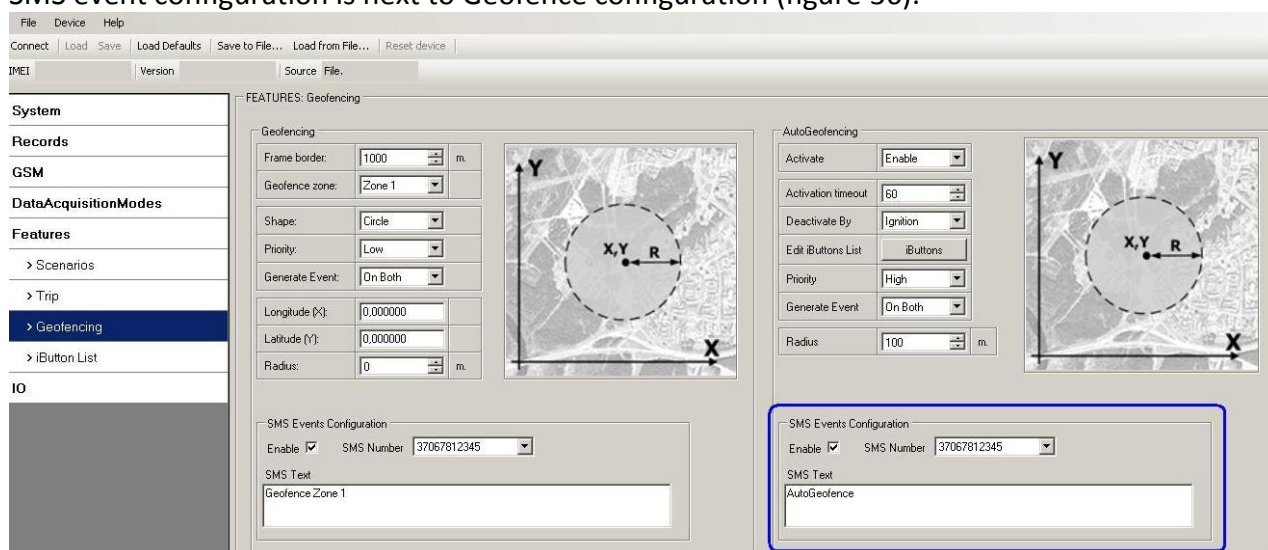 SMS event configuration is next to Geofence configuration (figure 36).
File Device Help
Connect Load Save Load Defaults Save to File... Load from File... Reset device
IMEI Version Source File.
System
Records
GSM
DataAcquisitionModes
Features
> Scenarios
> Trip
> Geofencing
> iButton List
IO
FEATURES: Geofencing
Geofencing
Frame border: 1000 m.
Geofence zone: Zone 1
Shape: Circle
Priority: Low
Generate Event: On Both
Longitude (X): 0,000000
Latitude (Y): 0,000000
Radius: 0 m.
Y
X,Y R
X
SMS Events Configuration
Enable SMS Number 37067812345
SMS Text
Geofence Zone 1
AutoGeofencing
Activate Enable
Activation timeout 60
Deactivate By Ignition
Edit iButtons List iButtons
Priority High
Generate Event On Both
Radius 100 m.
Y
X,Y R
X
SMS Events Configuration
Enable SMS Number 37067812345
SMS Text
AutoGeofence